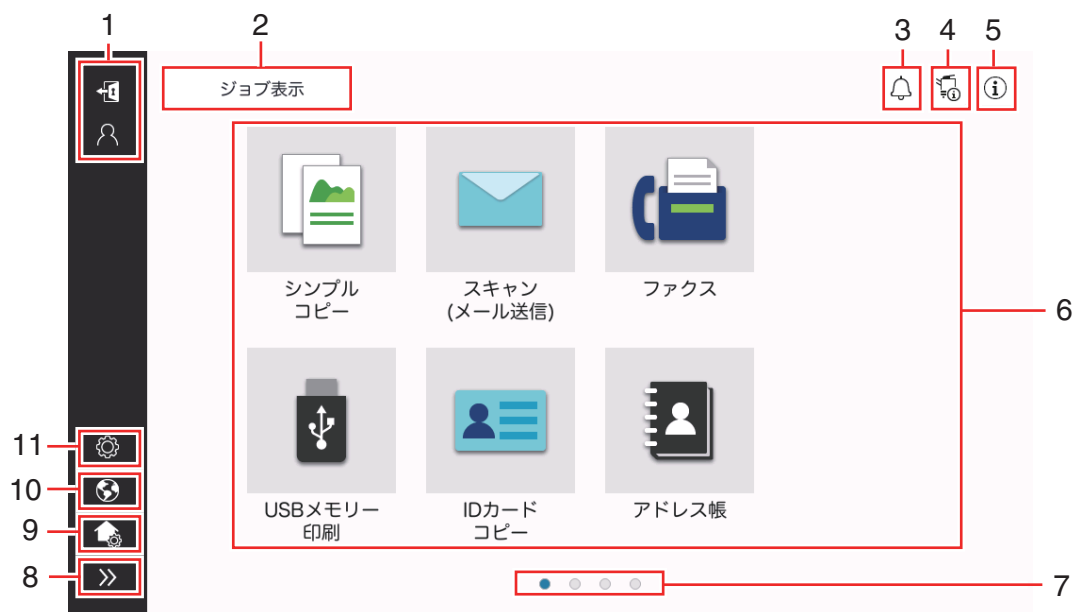 1
2
3
4
5
ジョブ表示
シンプル
コピー
スキャン
(メール送信)
ファクス
6
USBメモリー
印刷
IDカード
コピー
アドレス帳
11
10
9
8
7